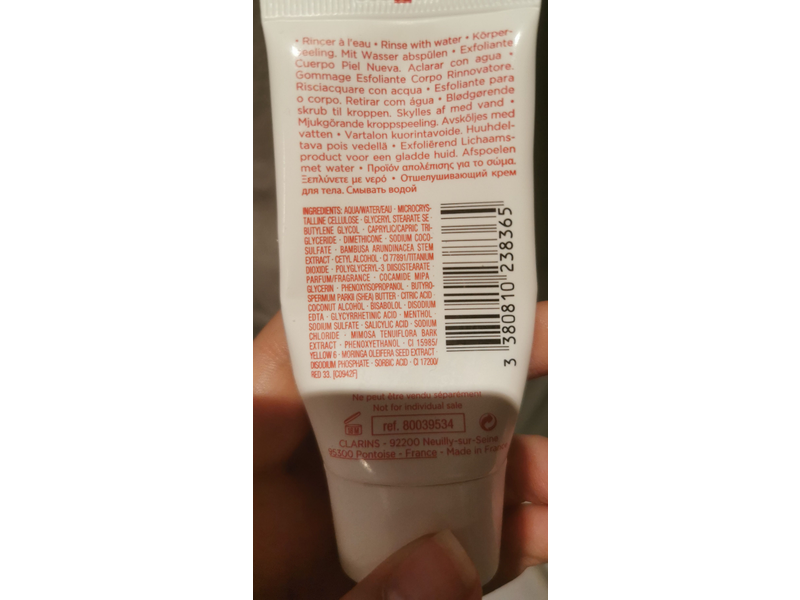 • Rincer à l'eau • Rinse with water • Körper-
peeling. Mit Wasser abspülen • Exfoliante
Cuerpo Piel Nueva. Aclarar con agua •
Gommage Esfoliante Corpo Rinnovatore.
Risciacquare con acqua • Esfoliante para
o corpo. Retirar com água • Blødgørende
skrub til kroppen. Skylles af med vand •
Mjukgörande kroppspeeling. Avsköljes med
vatten • Vartalon kuorintavoide. Huuhdel-
tava pois vedellä • Exfoliërend Lichaams-
product voor een gladde huid. Afspoelen
met water • Προϊόν απολέπισης για το σώμα.
Ξεπλύνετε με νερό • Отшелушивающий крем
для тела. Смывать водой
INGREDIENTS: AQUA/WATER/EAU • MICROCRYS-
TALLINE CELLULOSE • GLYCERYL STEARATE SE
BUTYLENE GLYCOL • CAPRYLIC/CAPRIC TRI-
GLYCERIDE • DIMETHICONE • SODIUM COCO-
SULFATE • BAMBUSA ARUNDINACEA STEM
EXTRACT • CETYL ALCOHOL • CI 77891/TITANIUM
DIOXIDE • POLYGLYCERYL-3 DIISOSTEARATE
PARFUM/FRAGRANCE • COCAMIDE MIPA
GLYCERIN • PHENOXYISOPROPANOL • BUTYRO-
SPERMUM PARKII (SHEA) BUTTER • CITRIC ACID
COCONUT ALCOHOL • BISABOLOL • DISODIUM
EDTA • GLYCYRRHETINIC ACID • MENTHOL
SODIUM SULFATE • SALICYLIC ACID • SODIUM
CHLORIDE • MIMOSA TENUIFLORA BARK
EXTRACT • PHENOXYETHANOL • CI 15985/
YELLOW 6 • MORINGA OLEIFERA SEED EXTRACT
DISODIUM PHOSPHATE • SORBIC ACID • CI 17200/
RED 33. [C0942F]
3 380810 238365
Ne peut être vendu séparément
Not for individual sale
ref. 80039534
CLARINS - 92200 Neuilly-sur-Seine
95300 Pontoise - France • Made in France